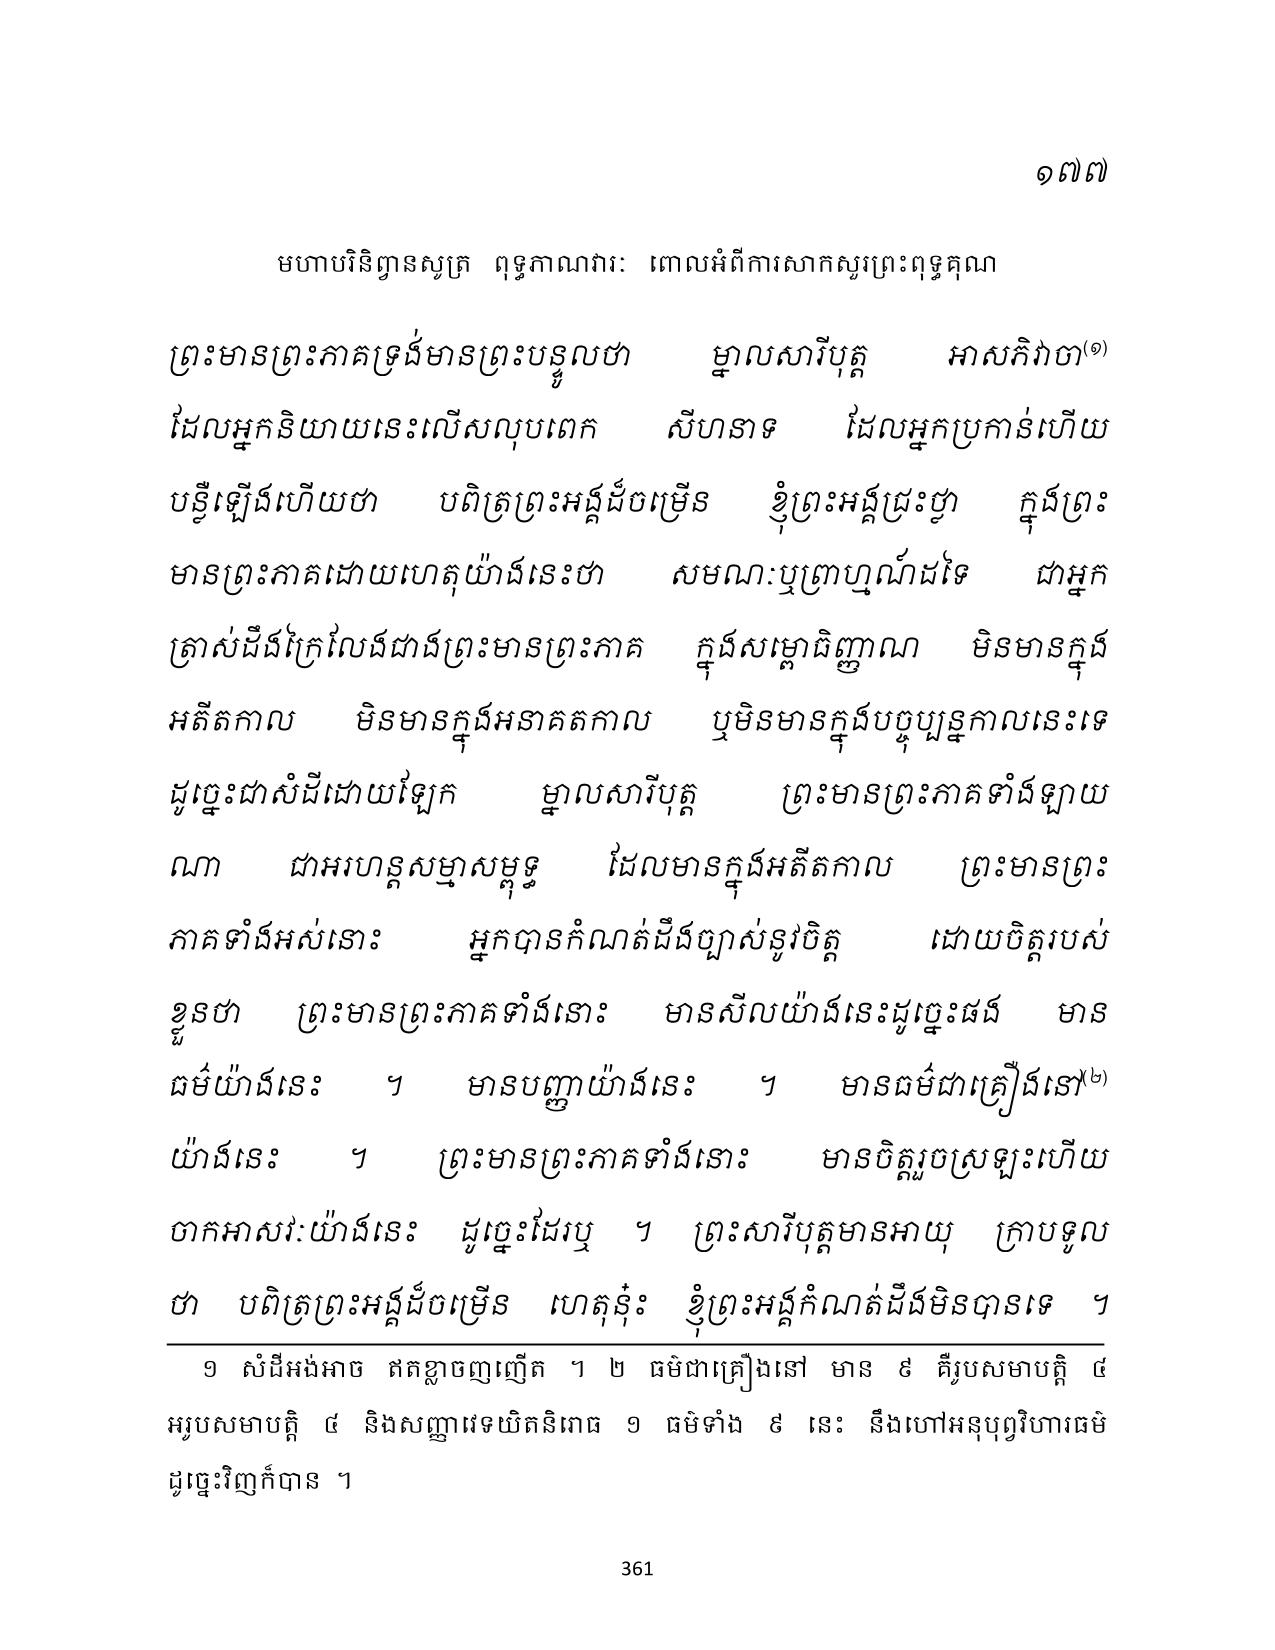 ១៧៧
មហាបរិនិព្វានសូត្រ ពុទ្ធភាណវារៈ ពោលអំពីការសាកសួរព្រះពុទ្ធគុណ
ព្រះមានព្រះភាគទ្រង់មានព្រះបន្ទូលថា ម្នាលសារីបុត្ត អាសភិវាចា(១)
ដែលអ្នកនិយាយនេះលើសលុបពេក សីហនាទ ដែលអ្នកប្រកាន់ហើយ
បន្លឺឡើងហើយថា បពិត្រព្រះអង្គដ៏ចម្រើន ខ្ញុំព្រះអង្គជ្រះថ្លា ក្នុងព្រះ
មានព្រះភាគដោយហេតុយ៉ាងនេះថា សមណៈឬព្រាហ្មណ៍ដទៃ ជាអ្នក
ត្រាស់ដឹងក្រៃលែងជាងព្រះមានព្រះភាគ ក្នុងសម្ពោធិញ្ញាណ មិនមានក្នុង
អតីតកាល មិនមានក្នុងអនាគតកាល ឬមិនមានក្នុងបច្ចុប្បន្នកាលនេះទេ
ដូច្នេះជាសំដីដោយឡែក ម្នាលសារីបុត្ត ព្រះមានព្រះភាគទាំងឡាយ
ណា ជាអរហន្តសម្មាសម្ពុទ្ធ ដែលមានក្នុងអតីតកាល ព្រះមានព្រះ
ភាគទាំងអស់នោះ អ្នកបានកំណត់ដឹងច្បាស់នូវចិត្ត ដោយចិត្តរបស់
ខ្លួនថា ព្រះមានព្រះភាគទាំងនោះ មានសីលយ៉ាងនេះដូច្នេះផង មាន
ធម៌យ៉ាងនេះ ។ មានបញ្ញាយ៉ាងនេះ ។ មានធម៌ជាគ្រឿងនៅ(២)
យ៉ាងនេះ ។ ព្រះមានព្រះភាគទាំងនោះ មានចិត្តរួចស្រឡះហើយ
ចាកអាសវៈយ៉ាងនេះ ដូច្នេះដែរឬ ។ ព្រះសារីបុត្តមានអាយុ ក្រាបទូល
ថា បពិត្រព្រះអង្គដ៏ចម្រើន ហេតុនុ៎ះ ខ្ញុំព្រះអង្គកំណត់ដឹងមិនបានទេ ។
១ សំដីអង់អាច ឥតខ្លាចញញើត ។ ២ ធម៌ជាគ្រឿងនៅ មាន ៩ គឺរូបសមាបត្តិ ៤
អរូបសមាបត្តិ ៤ និងសញ្ញាវេទយិតនិរោធ ១ ធម៌ទាំង ៩ នេះ នឹងហៅអនុបុព្វវិហារធម៌
ដូច្នេះវិញក៏បាន ។
361